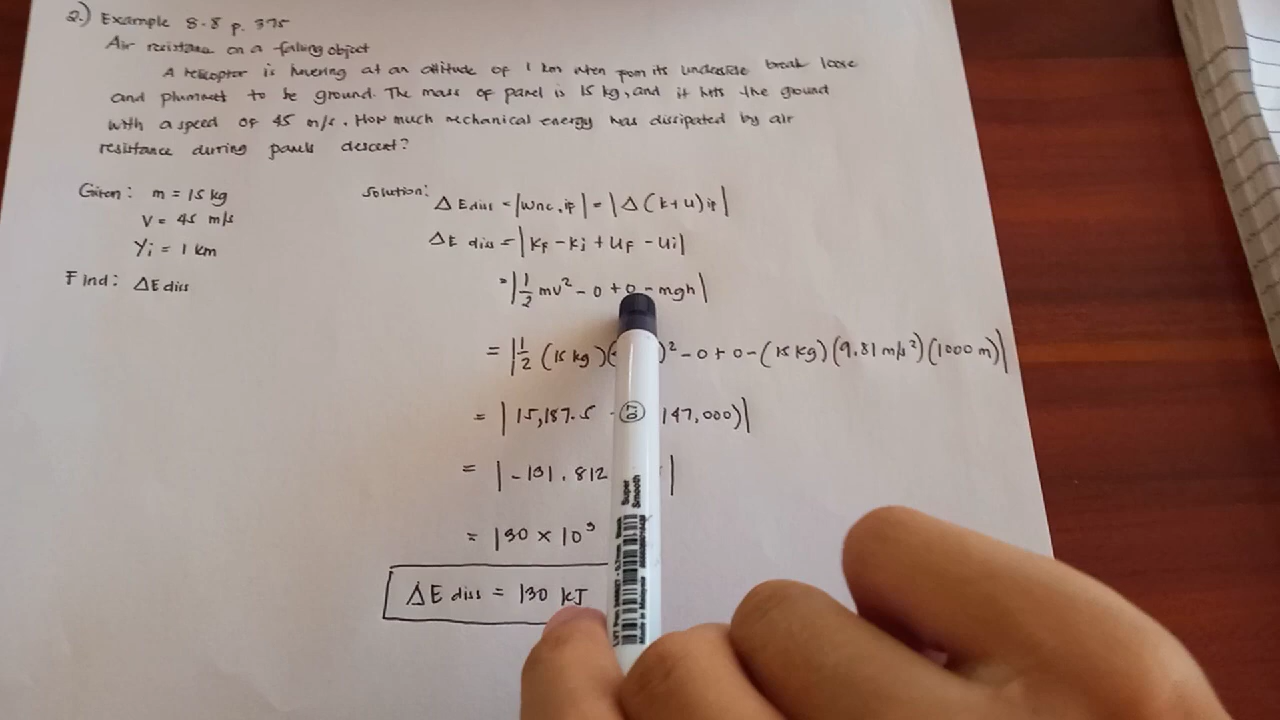 2.) Example 8.8 p. 375
Air resistance on a falling object
A helicopter is hovering at an altitude of 1 km when from its underside break loose
and plummets to he ground. The mass of panel is 15 kg, and it hits the ground
with a speed of 45 m/s. How much mechanical energy was dissipated by air
resistance during panels descent?
Given: m = 15 kg
V = 45 m/s
Yi = 1 km
Find: ΔE diss
Solution:
ΔE diss = |Wnc, if| = |Δ(k+u)if|
ΔE diss = |Kf - Ki + Uf - Ui|
= |1/2 mv² - 0 + 0 - mgh|
= |1/2 (15 kg)( )² - 0 + 0 - (15 kg)(9.81 m/s²)(1000 m)|
= |15,187.5 - 147,000)|
= |-131.812 |
= 130 × 10³
ΔE diss = 130 kJ
07
Super
Smooth